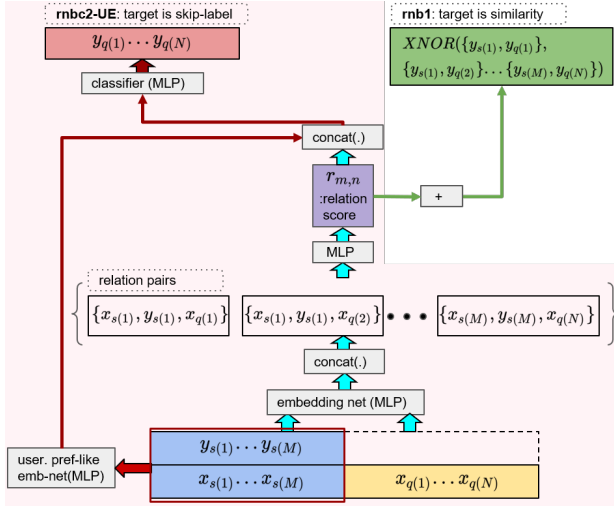 rnbc2-UE: target is skip-label
y_{q(1)} ... y_{q(N)}
classifier (MLP)
rnb1: target is similarity
XNOR({y_{s(1)}, y_{q(1)}},
{y_{s(1)}, y_{q(2)}} ... {y_{s(M)}, y_{q(N)}})
concat(.)
r_{m,n}
:relation
score
+
MLP
relation pairs
{x_{s(1)}, y_{s(1)}, x_{q(1)}} {x_{s(1)}, y_{s(1)}, x_{q(2)}} ••• {x_{s(M)}, y_{s(M)}, x_{q(N)}}
concat(.)
embedding net (MLP)
user. pref-like
emb-net(MLP)
y_{s(1)} ... y_{s(M)}
x_{s(1)} ... x_{s(M)} x_{q(1)} ... x_{q(N)}